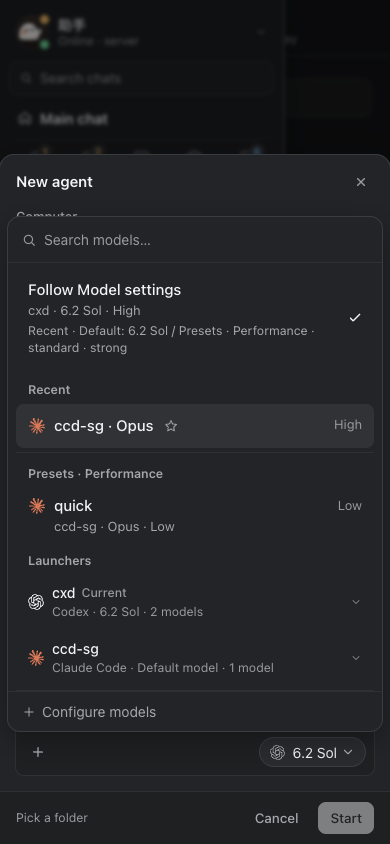 助手
Online · server
Search chats
Main chat
New agent
Computer
Search models...
Follow Model settings
cxd · 6.2 Sol · High
Recent · Default: 6.2 Sol / Presets · Performance ·
standard · strong
Recent
ccd-sg · Opus
High
Presets · Performance
quick
Low
ccd-sg · Opus · Low
Launchers
cxd Current
Codex · 6.2 Sol · 2 models
ccd-sg
Claude Code · Default model · 1 model
Configure models
6.2 Sol
Pick a folder
Cancel
Start